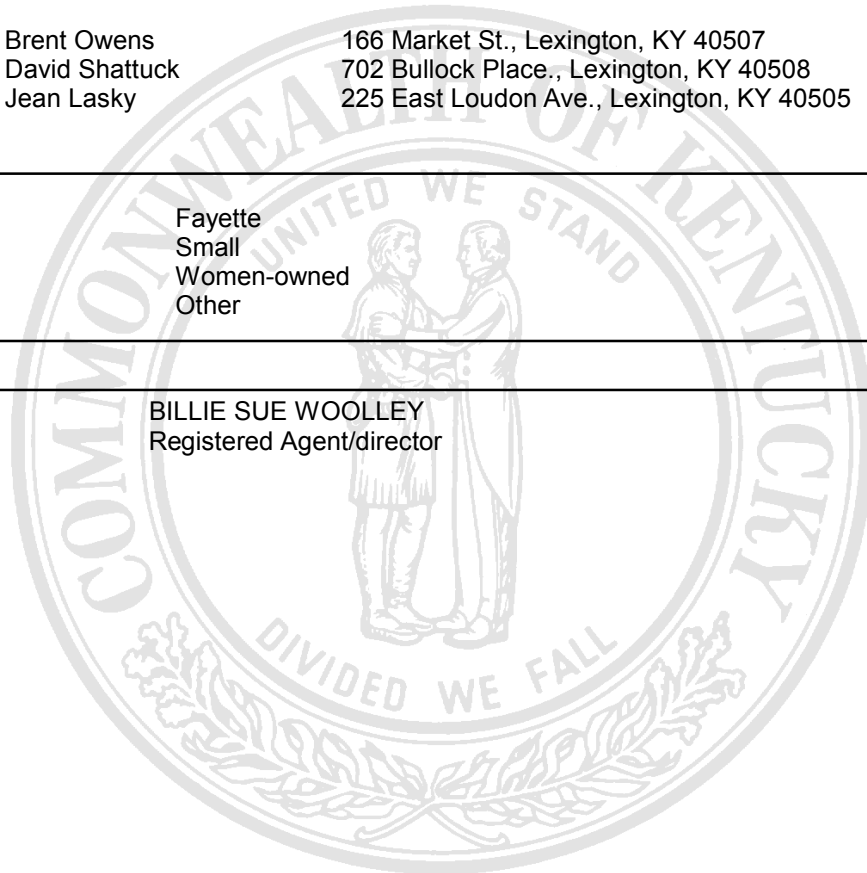 Brent Owens 166 Market St., Lexington, KY 40507
David Shattuck 702 Bullock Place., Lexington, KY 40508
Jean Lasky 225 East Loudon Ave., Lexington, KY 40505
COMMONWEALTH OF KENTUCKY
UNITED WE STAND
Fayette
Small
Women-owned
Other
BILLIE SUE WOOLLEY
Registered Agent/director
DIVIDED WE FALL